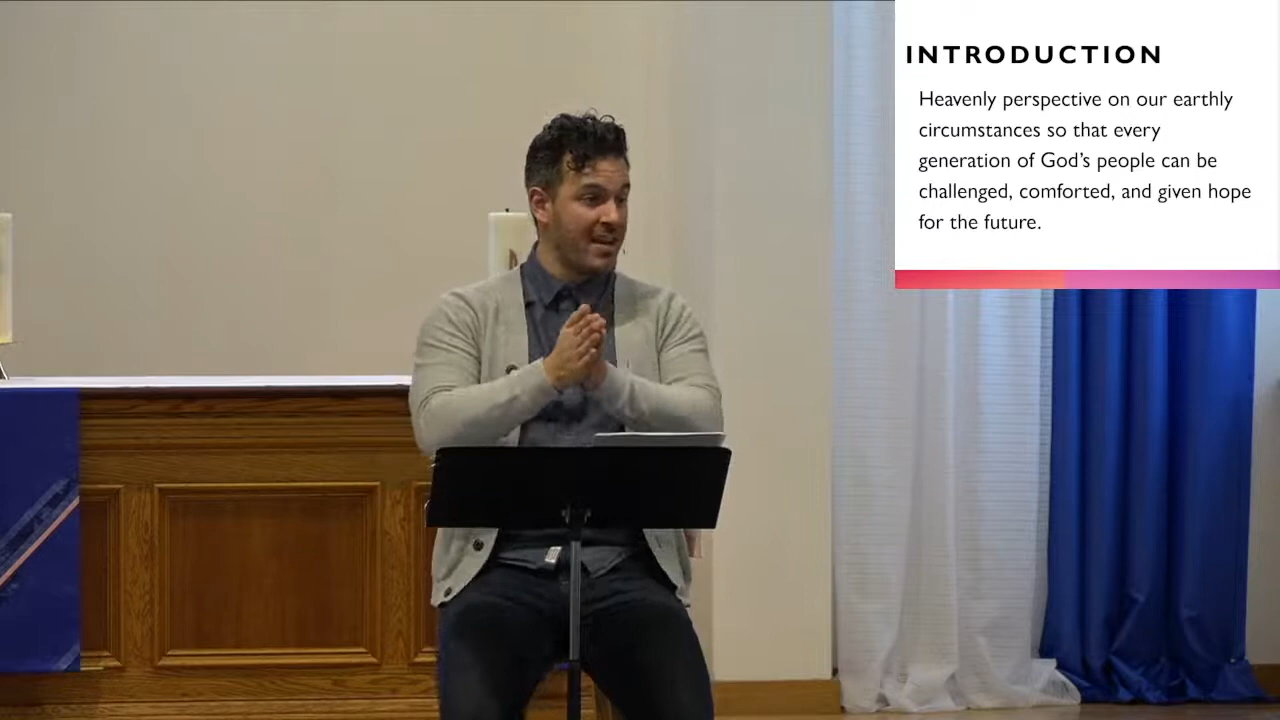 INTRODUCTION
Heavenly perspective on our earthly
circumstances so that every
generation of God's people can be
challenged, comforted, and given hope
for the future.